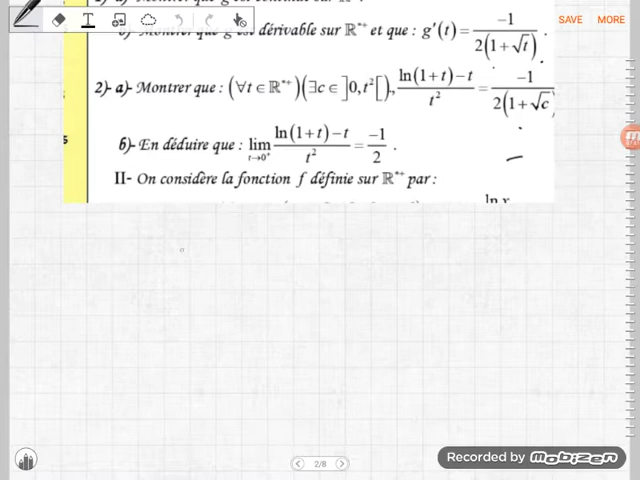 SAVE MORE
b)- Montrer que g est dérivable sur ℝ*⁺ et que : g'(t) = -1 / 2(1+√t) .
2)- a)- Montrer que : (∀t ∈ ℝ*⁺)(∃c ∈ ]0,t²[), (ln(1+t)-t) / t² = -1 / 2(1+√c
b)- En déduire que : lim t→0⁺ (ln(1+t)-t) / t² = -1/2 .
II- On considère la fonction f définie sur ℝ*⁺ par :
ln x
2/8
Recorded by mobizen